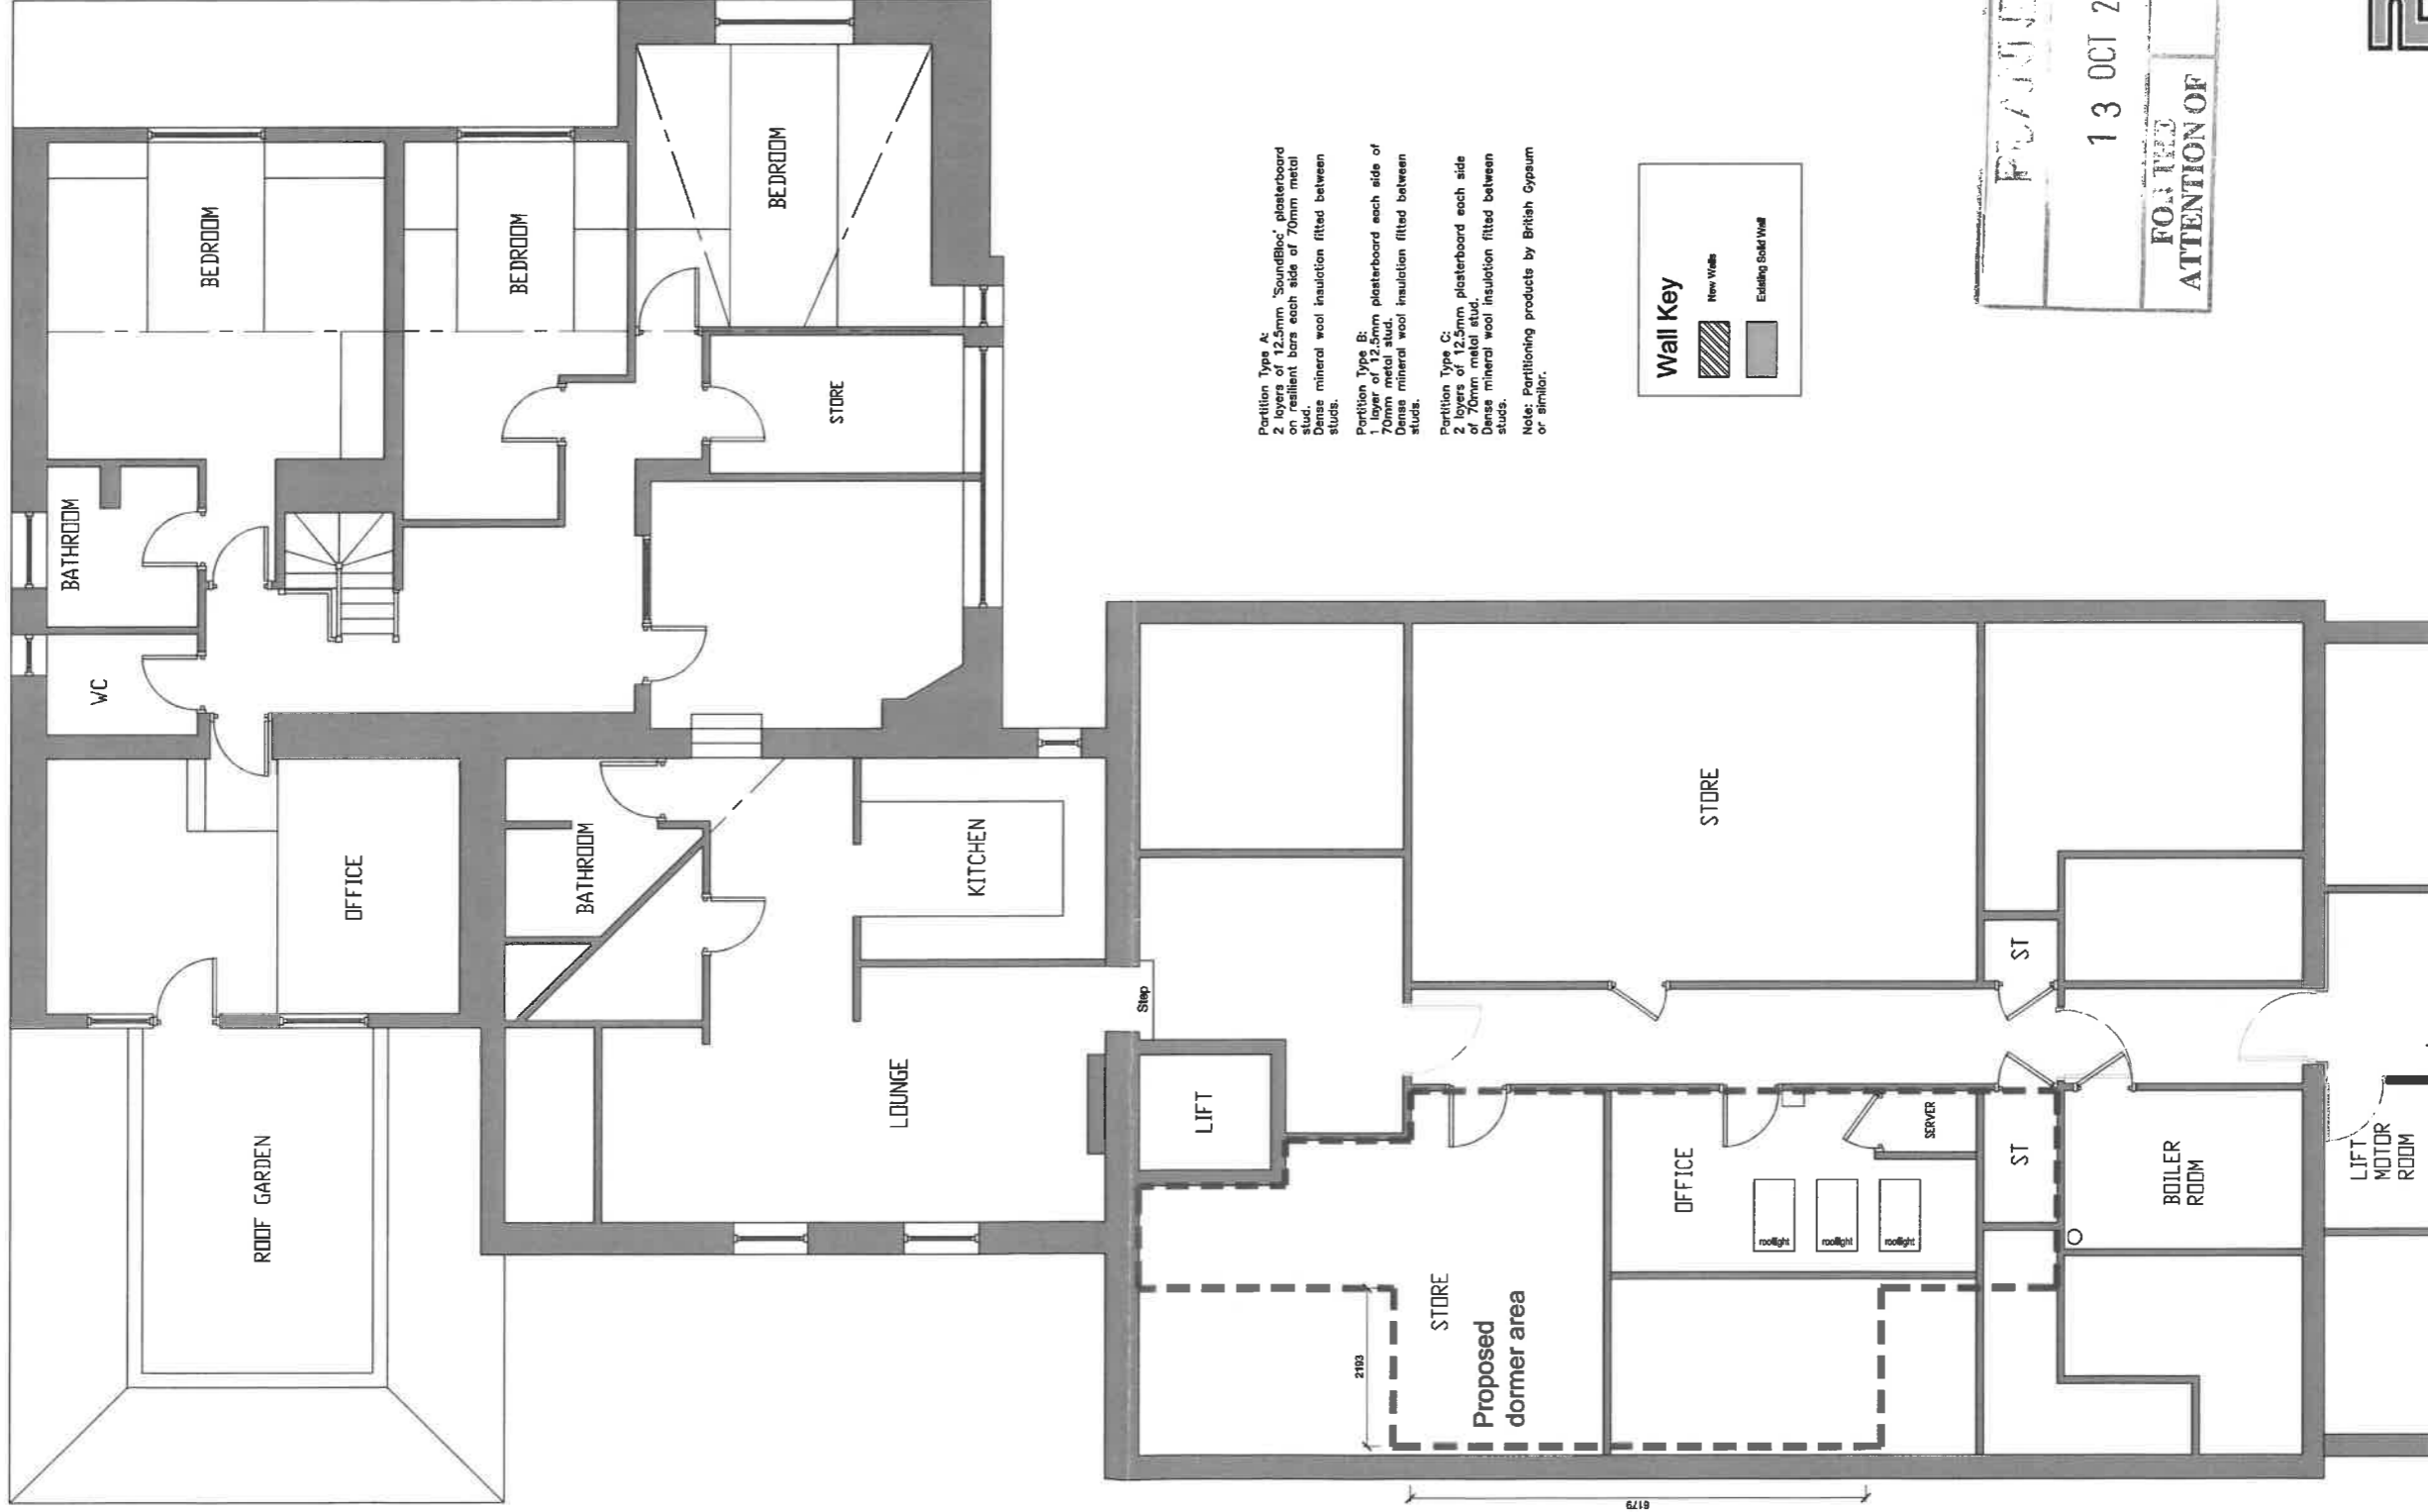 BEDROOM
BEDROOM
BEDROOM
BATHROOM
STORE
WC
OFFICE
BATHROOM
KITCHEN
ROOF GARDEN
LOUNGE
Step
LIFT
STORE
ST
STORE
Proposed
dormer area
2193
6179
OFFICE
SERVER
rooflight
rooflight
rooflight
ST
BOILER
ROOM
LIFT
MOTOR
ROOM
Partition Type A:
2 layers of 12.5mm 'SoundBloc' plasterboard
on resilient bars each side of 70mm metal
stud.
Dense mineral wool insulation fitted between
studs.
Partition Type B:
1 layer of 12.5mm plasterboard each side of
70mm metal stud.
Dense mineral wool insulation fitted between
studs.
Partition Type C:
2 layers of 12.5mm plasterboard each side
of 70mm metal stud.
Dense mineral wool insulation fitted between
studs.
Note: Partitioning products by British Gypsum
or similar.
Wall Key
New Walls
Existing Solid Wall
13 OCT 2
FOR THE
ATTENTION OF